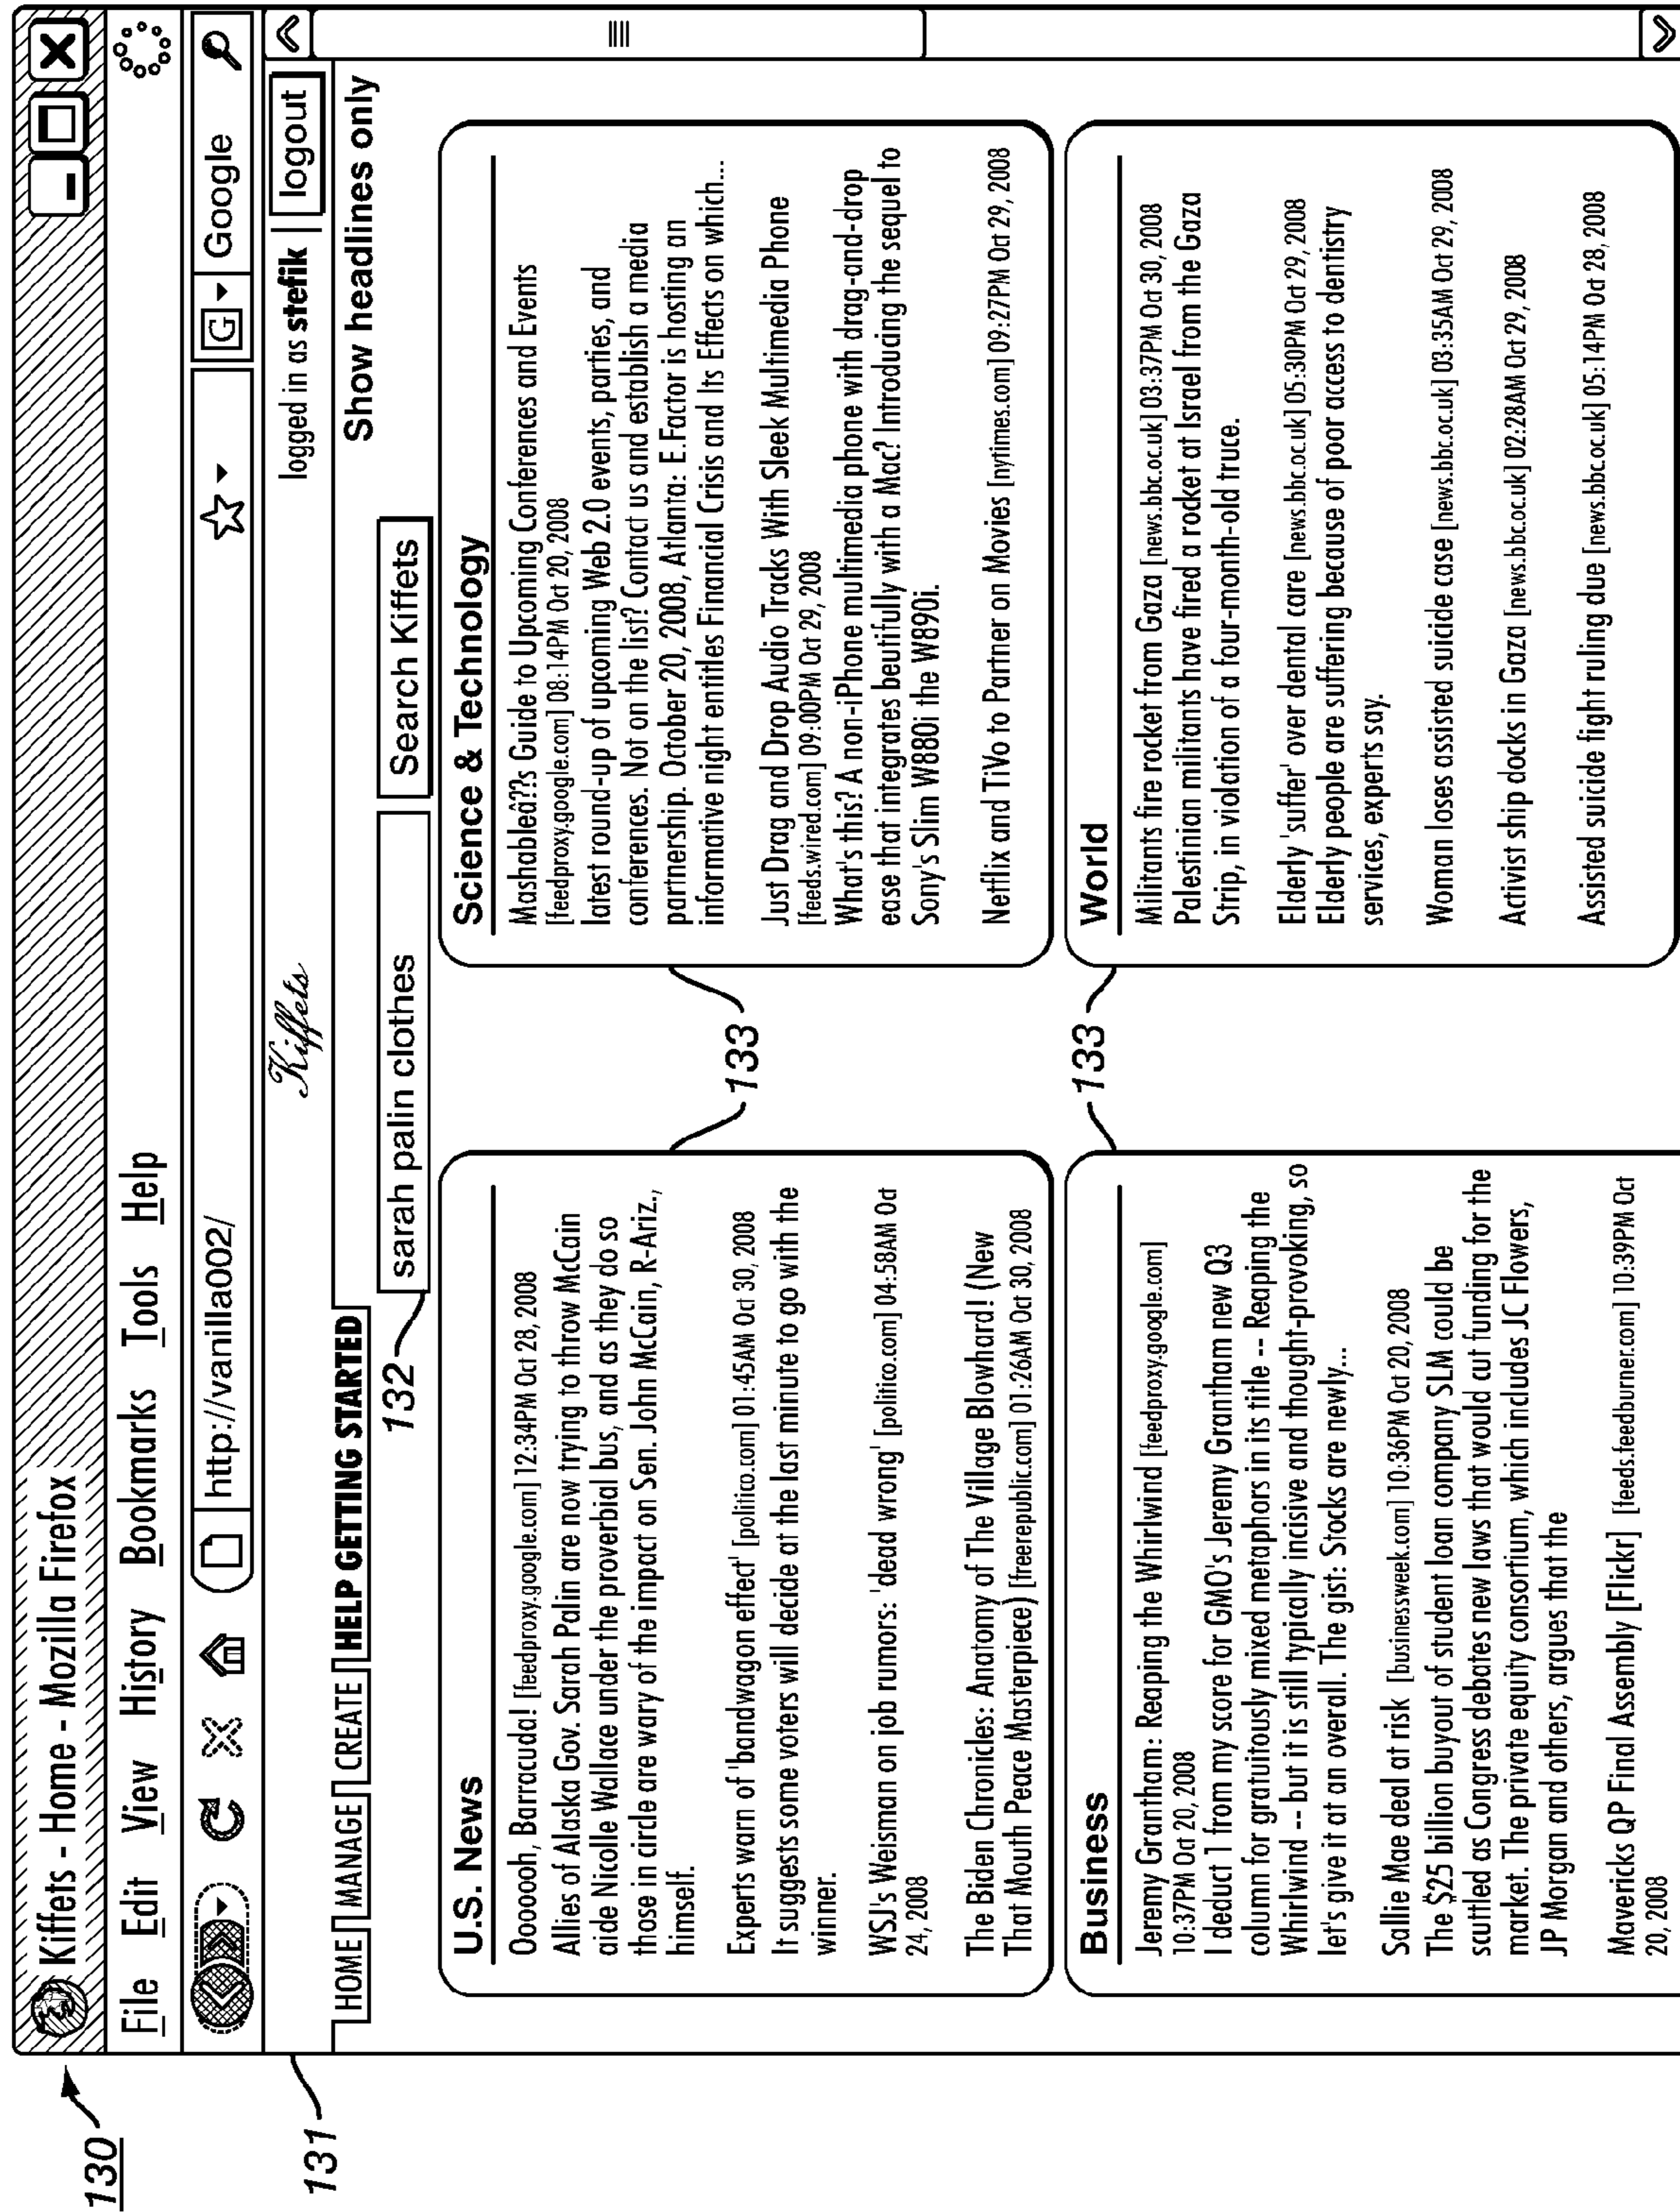 130
Kiffets - Home - Mozilla Firefox
File Edit View History Bookmarks Tools Help
http://vanilla002/
G Google
131
Kiffets
logged in as stefik | logout
HOME MANAGE CREATE HELP GETTING STARTED
Show headlines only
132
sarah palin clothes
Search Kiffets
U.S. News
Ooooooh, Barracuda! [feedproxy.google.com] 12:34PM Oct 28, 2008
Allies of Alaska Gov. Sarah Palin are now trying to throw McCain
aide Nicolle Wallace under the proverbial bus, and as they do so
those in circle are wary of the impact on Sen. John McCain, R-Ariz.,
himself.
Experts warn of 'bandwagon effect' [politico.com] 01:45AM Oct 30, 2008
It suggests some voters will decide at the last minute to go with the
winner.
WSJ's Weisman on job rumors: 'dead wrong' [politico.com] 04:58AM Oct
24, 2008
The Biden Chronicles: Anatomy of The Village Blowhard! (New
That Mouth Peace Masterpiece) [freerepublic.com] 01:26AM Oct 30, 2008
133
Science & Technology
Mashableâ??s Guide to Upcoming Conferences and Events
[feedproxy.google.com] 08:14PM Oct 20, 2008
latest round-up of upcoming Web 2.0 events, parties, and
conferences. Not on the list? Contact us and establish a media
partnership. October 20, 2008, Atlanta: E.Factor is hosting an
informative night entitles Financial Crisis and Its Effects on which...
Just Drag and Drop Audio Tracks With Sleek Multimedia Phone
[feeds.wired.com] 09:00PM Oct 29, 2008
What's this? A non-iPhone multimedia phone with drag-and-drop
ease that integrates beutifully with a Mac? Introducing the sequel to
Sony's Slim W880i the W890i.
Netflix and TiVo to Partner on Movies [nytimes.com] 09:27PM Oct 29, 2008
Business
Jeremy Grantham: Reaping the Whirlwind [feedproxy.google.com]
10:37PM Oct 20, 2008
I deduct 1 from my score for GMO's Jeremy Grantham new Q3
column for gratuitously mixed metaphors in its title -- Reaping the
Whirlwind -- but it is still typically incisive and thought-provoking, so
let's give it at an overall. The gist: Stocks are newly...
Sallie Mae deal at risk [businessweek.com] 10:36PM Oct 20, 2008
The $25 billion buyout of student loan company SLM could be
scuttled as Congress debates new laws that would cut funding for the
market. The private equity consortium, which includes JC Flowers,
JP Morgan and others, argues that the
Mavericks QP Final Assembly [Flickr] [feeds.feedburner.com] 10:39PM Oct
20, 2008
133
World
Militants fire rocket from Gaza [news.bbc.oc.uk] 03:37PM Oct 30, 2008
Palestinian militants have fired a rocket at Israel from the Gaza
Strip, in violation of a four-month-old truce.
Elderly 'suffer' over dental care [news.bbc.oc.uk] 05:30PM Oct 29, 2008
Elderly people are suffering because of poor access to dentistry
services, experts say.
Woman loses assisted suicide case [news.bbc.oc.uk] 03:35AM Oct 29, 2008
Activist ship docks in Gaza [news.bbc.oc.uk] 02:28AM Oct 29, 2008
Assisted suicide fight ruling due [news.bbc.oc.uk] 05:14PM Oct 28, 2008